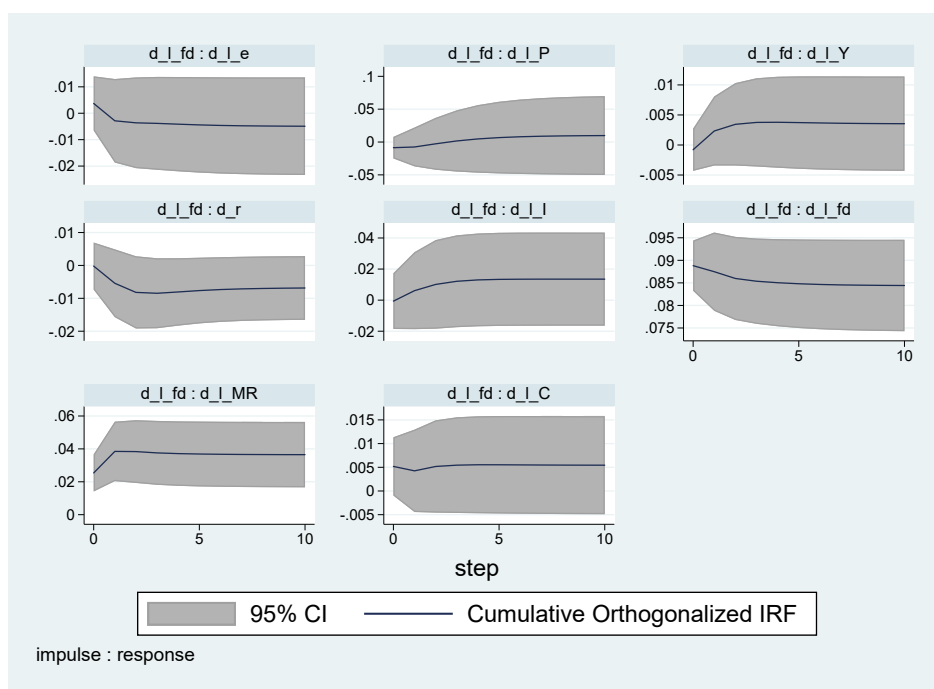 d_l_fd : d_l_e
d_l_fd : d_l_P
d_l_fd : d_l_Y
.01
0
-.01
-.02
.1
.05
0
-.05
.01
.005
0
-.005
d_l_fd : d_r
d_l_fd : d_l_I
d_l_fd : d_l_fd
.01
0
-.01
-.02
.04
.02
0
-.02
.095
.09
.085
.08
.075
0 5 10
d_l_fd : d_l_MR
d_l_fd : d_l_C
.06
.04
.02
0
.015
.01
.005
0
-.005
0 5 10
0 5 10
step
95% CI
Cumulative Orthogonalized IRF
impulse : response